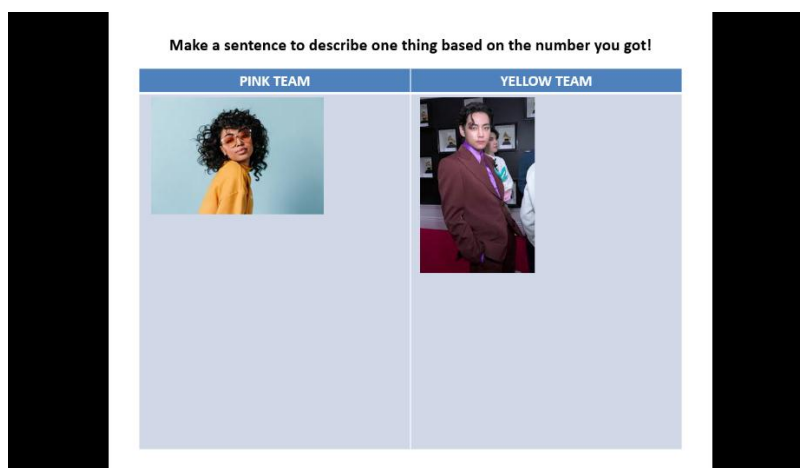 Make a sentence to describe one thing based on the number you got!
PINK TEAM
YELLOW TEAM